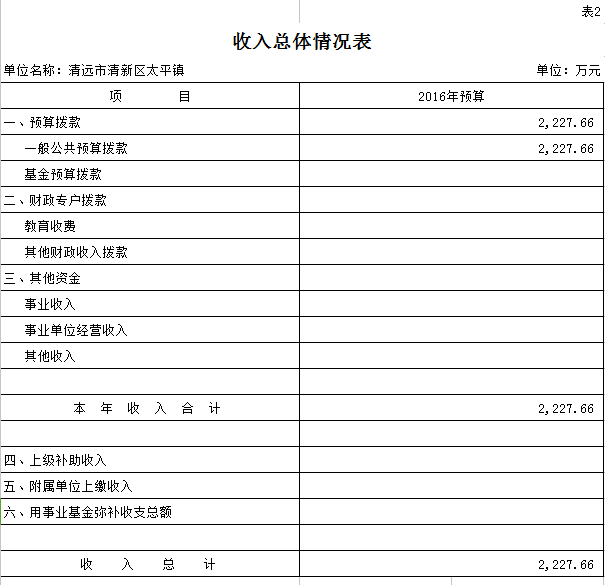 表2
收入总体情况表
单位名称：清远市清新区太平镇 单位：万元
项 目 2016年预算
一、预算拨款 2,227.66
一般公共预算拨款 2,227.66
基金预算拨款
二、财政专户拨款
教育收费
其他财政收入拨款
三、其他资金
事业收入
事业单位经营收入
其他收入
本 年 收 入 合 计 2,227.66
四、上级补助收入
五、附属单位上缴收入
六、用事业基金弥补收支总额
收 入 总 计 2,227.66